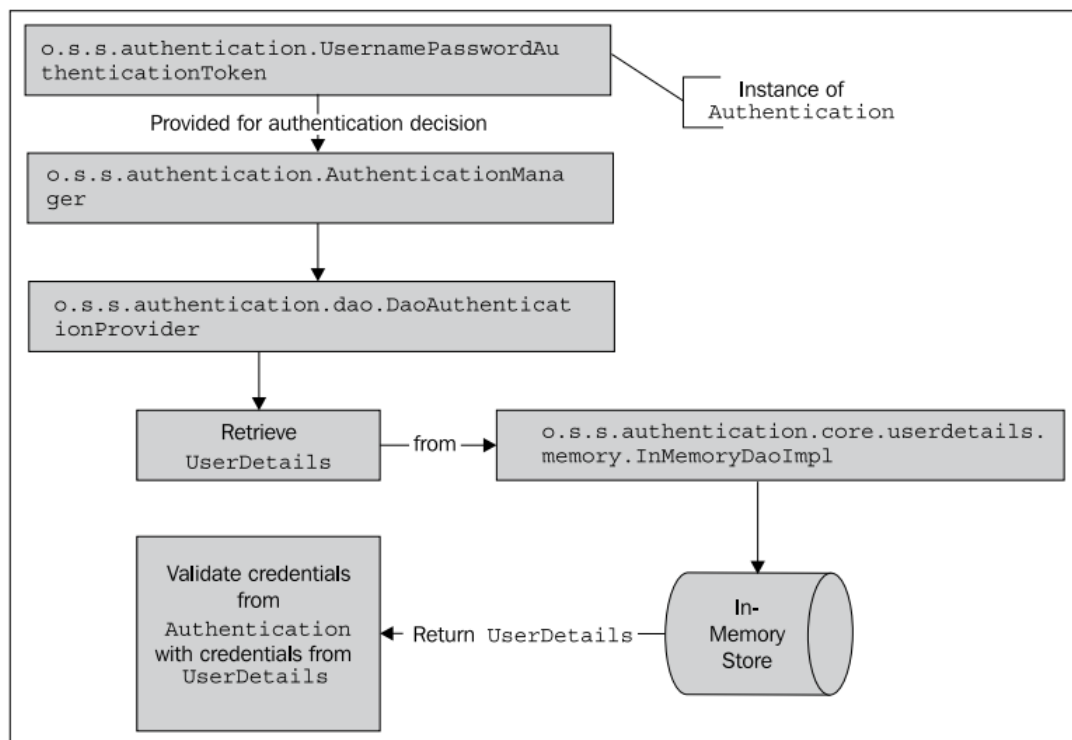 o.s.s.authentication.UsernamePasswordAu
thenticationToken
Instance of
Authentication
Provided for authentication decision
o.s.s.authentication.AuthenticationMana
ger
o.s.s.authentication.dao.DaoAuthenticat
ionProvider
Retrieve
UserDetails
from
o.s.s.authentication.core.userdetails.
memory.InMemoryDaoImpl
Validate credentials
from
Authentication
with credentials from
UserDetails
Return UserDetails
In-
Memory
Store